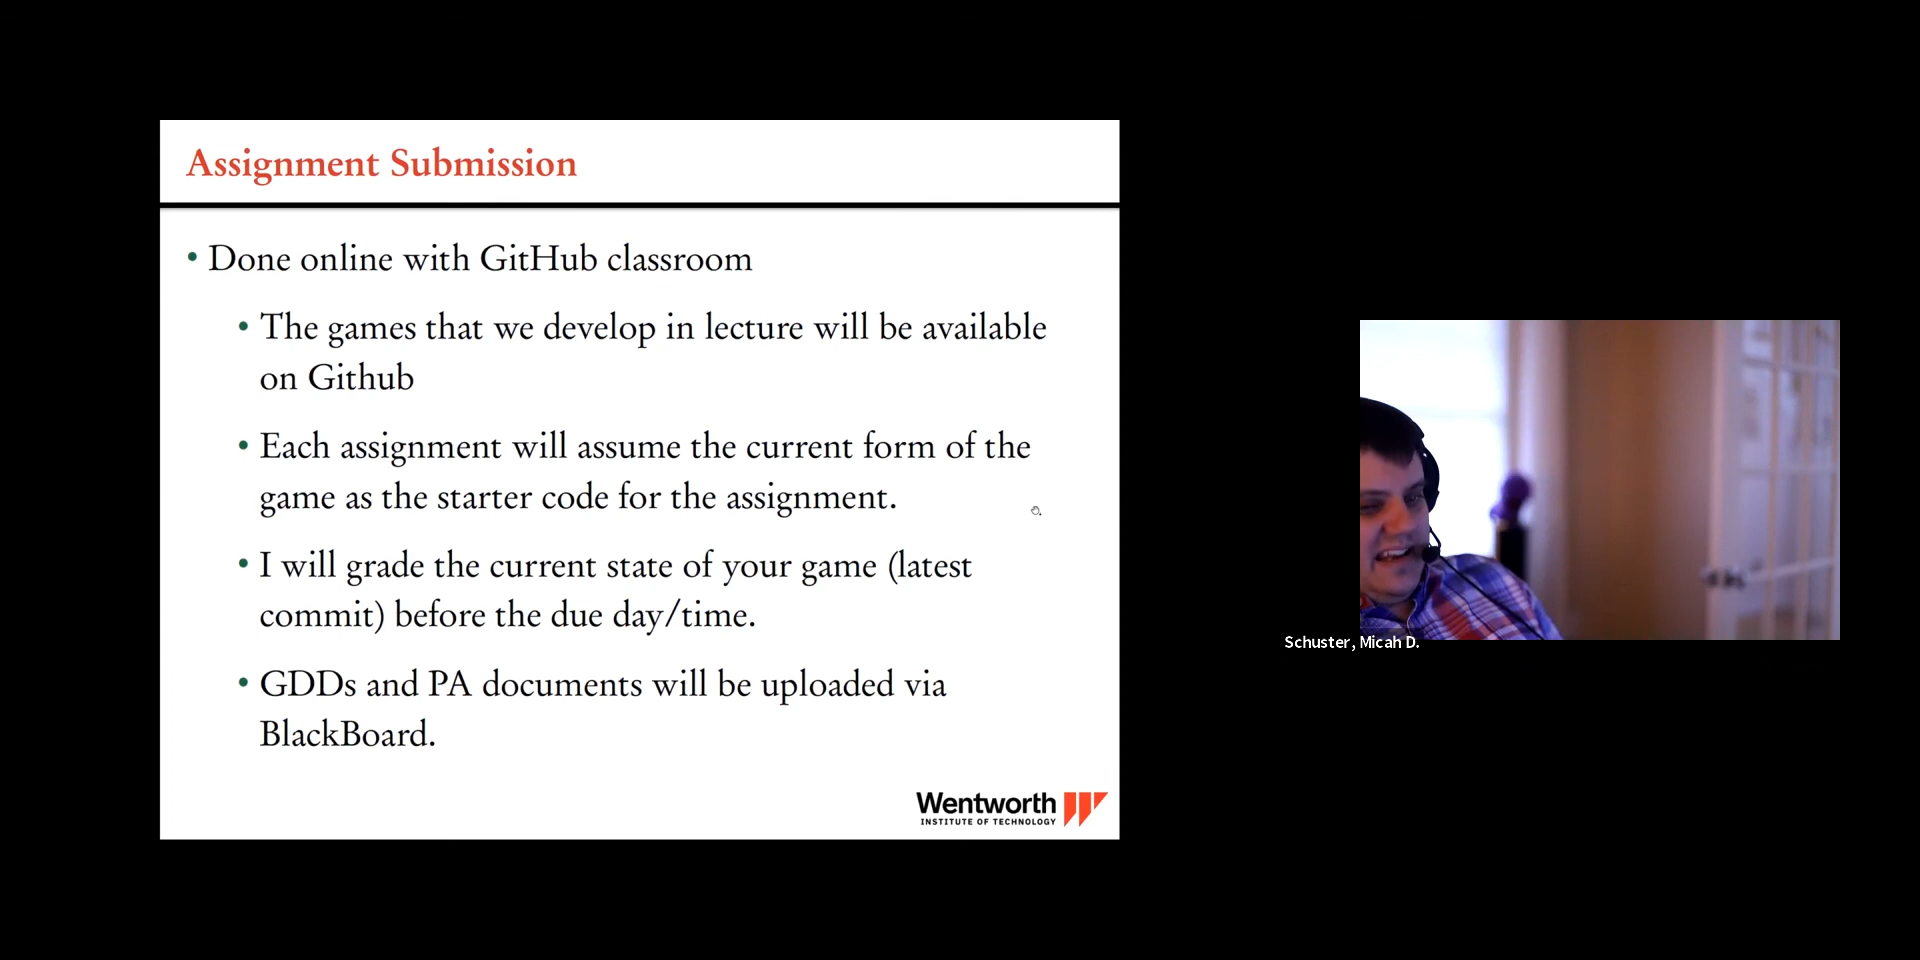 Assignment Submission
• Done online with GitHub classroom
• The games that we develop in lecture will be available
on Github
• Each assignment will assume the current form of the
game as the starter code for the assignment.
• I will grade the current state of your game (latest
commit) before the due day/time.
• GDDs and PA documents will be uploaded via
BlackBoard.
Wentworth
INSTITUTE OF TECHNOLOGY
Schuster, Micah D.